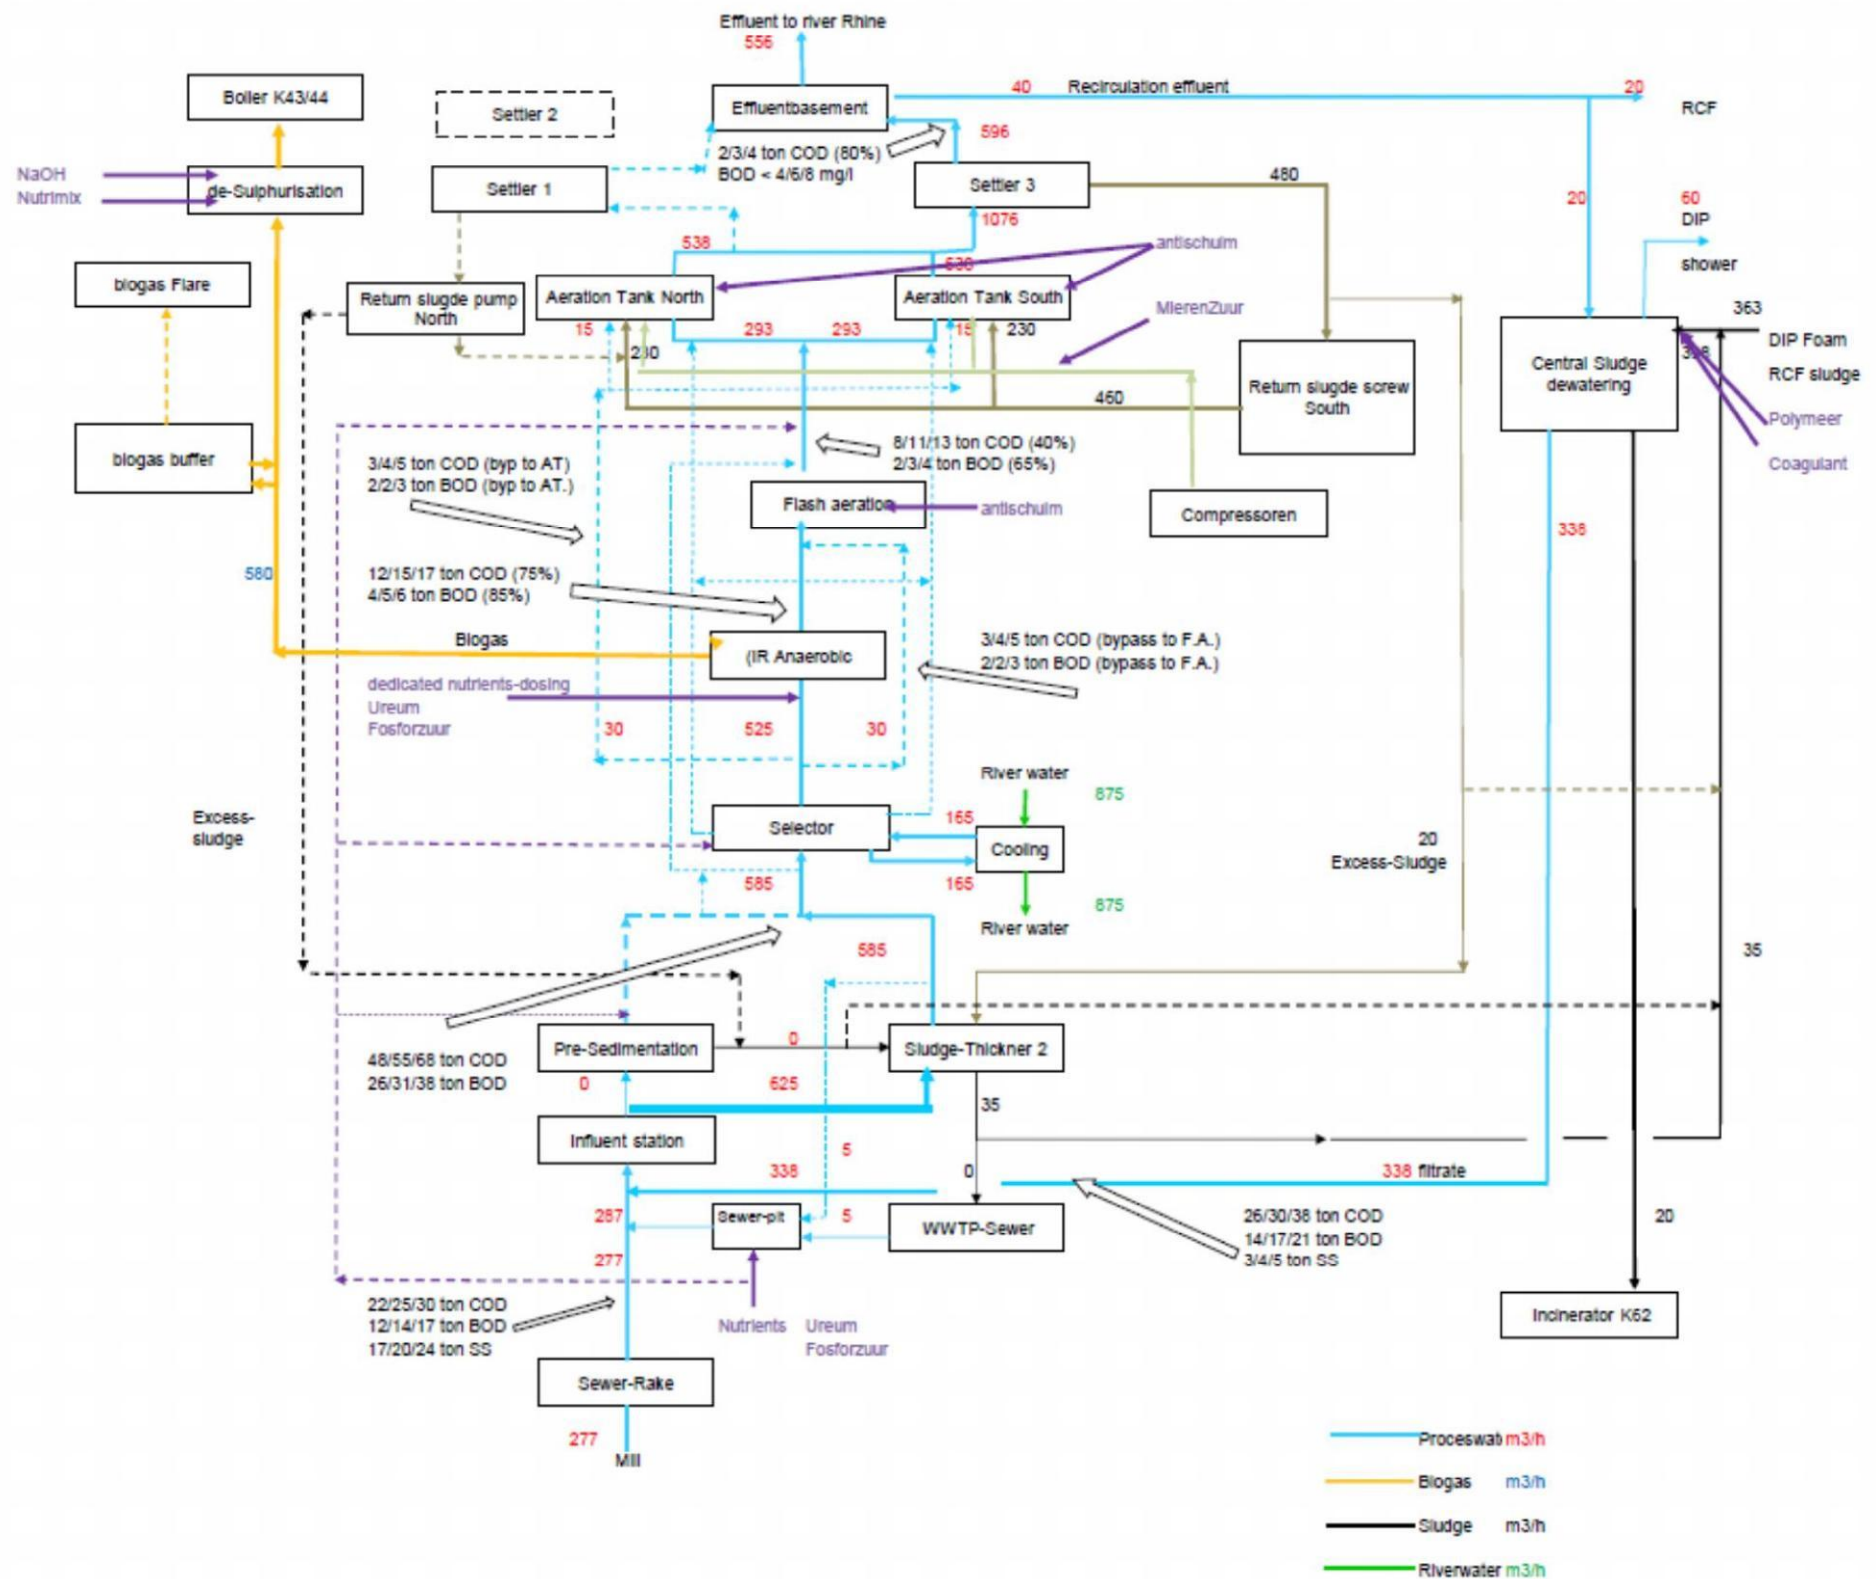 Effluent to river Rhine
556
Boiler K43/44
Settler 2
Effluentbasement
40
Recirculation effluent
20
RCF
596
2/3/4 ton COD (80%)
BOD < 4/6/8 mg/l
NaOH
Nutrimix
de-Sulphurisation
Settler 1
Settler 3
480
20
60
DIP
shower
1076
538
antischuim
biogas Flare
Return slugde pump
North
Aeration Tank North
Aeration Tank South
MierenZuur
363
DIP Foam
RCF sludge
15
293
293
15
230
230
Central Sludge
dewatering
Return slugde screw
South
460
Polymeer
Coagulant
biogas buffer
3/4/5 ton COD (byp to AT)
2/2/3 ton BOD (byp to AT.)
8/11/13 ton COD (40%)
2/3/4 ton BOD (65%)
Flash aeration
antischuim
Compressoren
338
580
12/15/17 ton COD (75%)
4/5/6 ton BOD (85%)
Biogas
(IR Anaerobic
3/4/5 ton COD (bypass to F.A.)
2/2/3 ton BOD (bypass to F.A.)
dedicated nutrients-dosing
Ureum
Fosforzuur
30
525
30
River water
875
Excess-
sludge
Selector
165
Cooling
20
Excess-Sludge
585
165
875
River water
585
35
Pre-Sedimentation
0
Sludge-Thickner 2
48/55/68 ton COD
26/31/38 ton BOD
0
625
35
Influent station
5
338
0
338 filtrate
287
Sewer-pit
5
WWTP-Sewer
26/30/38 ton COD
14/17/21 ton BOD
3/4/5 ton SS
20
277
22/25/30 ton COD
12/14/17 ton BOD
17/20/24 ton SS
Nutrients
Ureum
Fosforzuur
Incinerator K62
Sewer-Rake
277
Mill
Proceswat m3/h
Biogas m3/h
Sludge m3/h
Riverwater m3/h